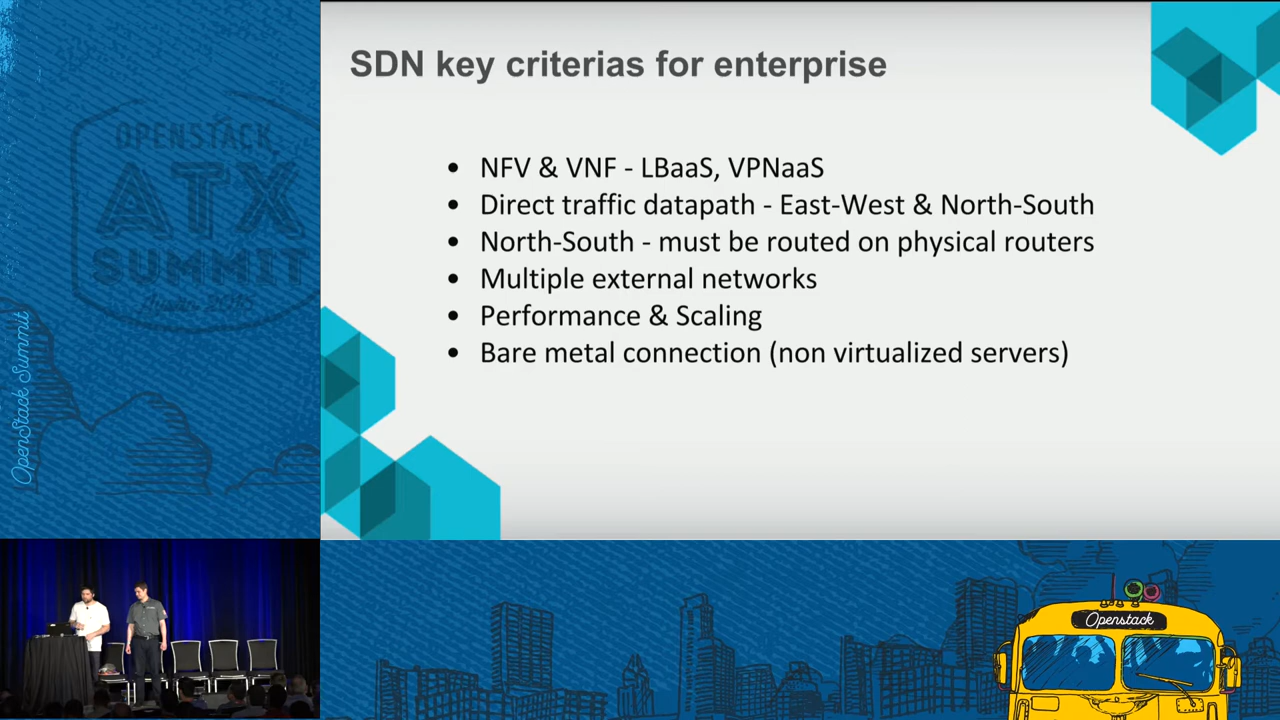 SDN key criterias for enterprise
• NFV & VNF - LBaaS, VPNaaS
• Direct traffic datapath - East-West & North-South
• North-South - must be routed on physical routers
• Multiple external networks
• Performance & Scaling
• Bare metal connection (non virtualized servers)
OPENSTACK
ATX
SUMMIT
OpenStack Summit
Openstack